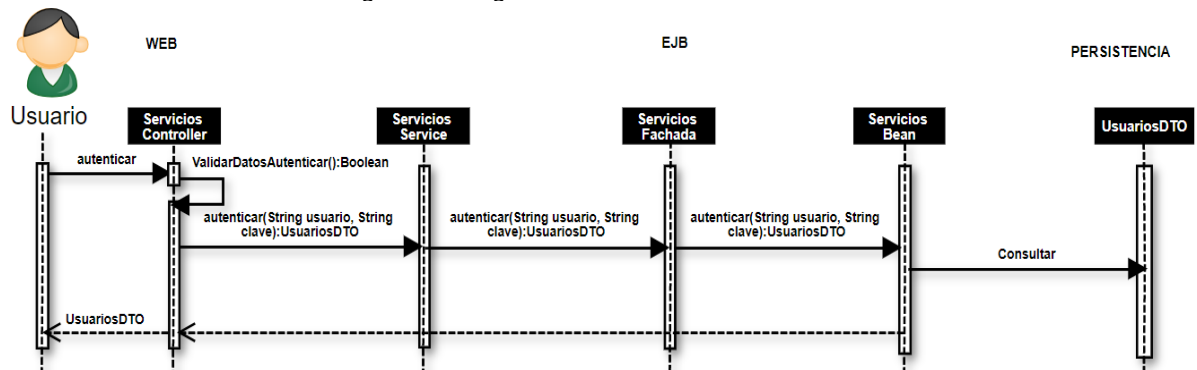 WEB
EJB
PERSISTENCIA
Usuario
Servicios
Controller
Servicios
Service
Servicios
Fachada
Servicios
Bean
UsuariosDTO
autenticar
ValidarDatosAutenticar():Boolean
autenticar(String usuario, String
clave):UsuariosDTO
autenticar(String usuario, String
clave):UsuariosDTO
autenticar(String usuario, String
clave):UsuariosDTO
Consultar
UsuariosDTO